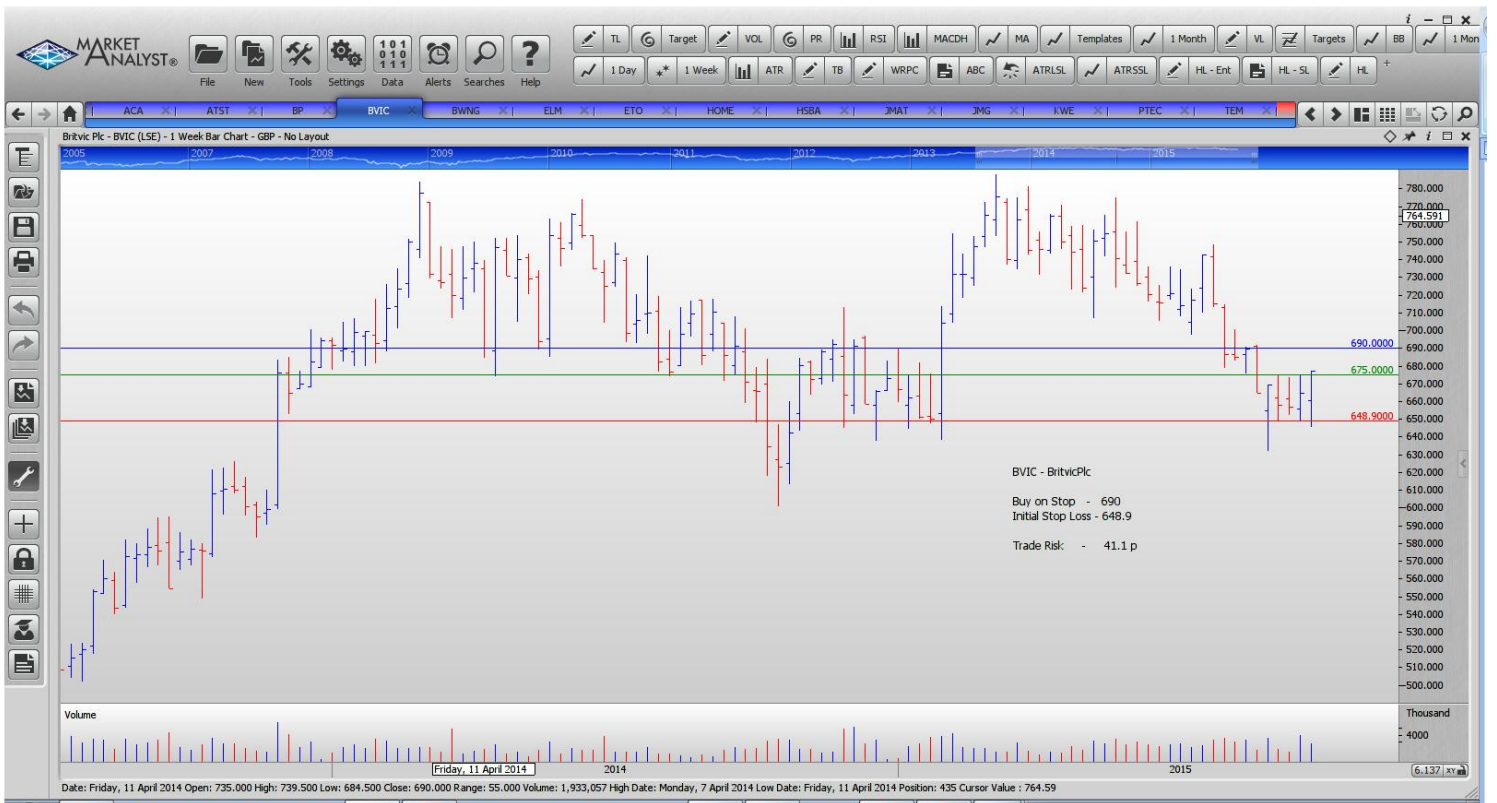 i
MARKET
ANALYST®
File New Tools Settings Data Alerts Searches Help
101
010
111
TL Target VOL PR RSI MACDH MA Templates 1 Month VL Targets BB 1 Mon
1 Day 1 Week ATR TB WRPC ABC ATRLSL ATRSSL HL - Ent HL - SL HL +
ACA ATST BP BVIC BWNG ELM ETO HOME HSBA JMAT JMG KWE PTEC TEM
Britvic Plc - BVIC (LSE) - 1 Week Bar Chart - GBP - No Layout
2005 2007 2008 2009 2010 2011 2012 2013 2014 2015
780.000
770.000
764.591
760.000
750.000
740.000
730.000
720.000
710.000
700.000
690.0000
690.000
680.000
675.0000
670.000
660.000
648.9000
650.000
640.000
630.000
620.000
610.000
600.000
590.000
580.000
570.000
560.000
550.000
540.000
530.000
520.000
510.000
500.000
BVIC - BritvicPlc
Buy on Stop - 690
Initial Stop Loss - 648.9
Trade Risk - 41.1 p
Volume
Thousand
4000
Friday, 11 April 2014
2014
2015
6.137 XY
Date: Friday, 11 April 2014 Open: 735.000 High: 739.500 Low: 684.500 Close: 690.000 Range: 55.000 Volume: 1,933,057 High Date: Monday, 7 April 2014 Low Date: Friday, 11 April 2014 Position: 435 Cursor Value : 764.59